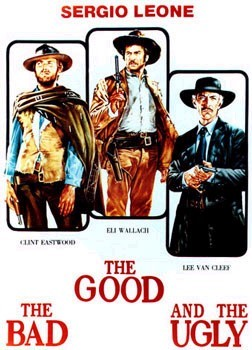 SERGIO LEONE
CLINT EASTWOOD
ELI WALLACH
LEE VAN CLEEF
THE
GOOD
THE
BAD
AND THE
UGLY